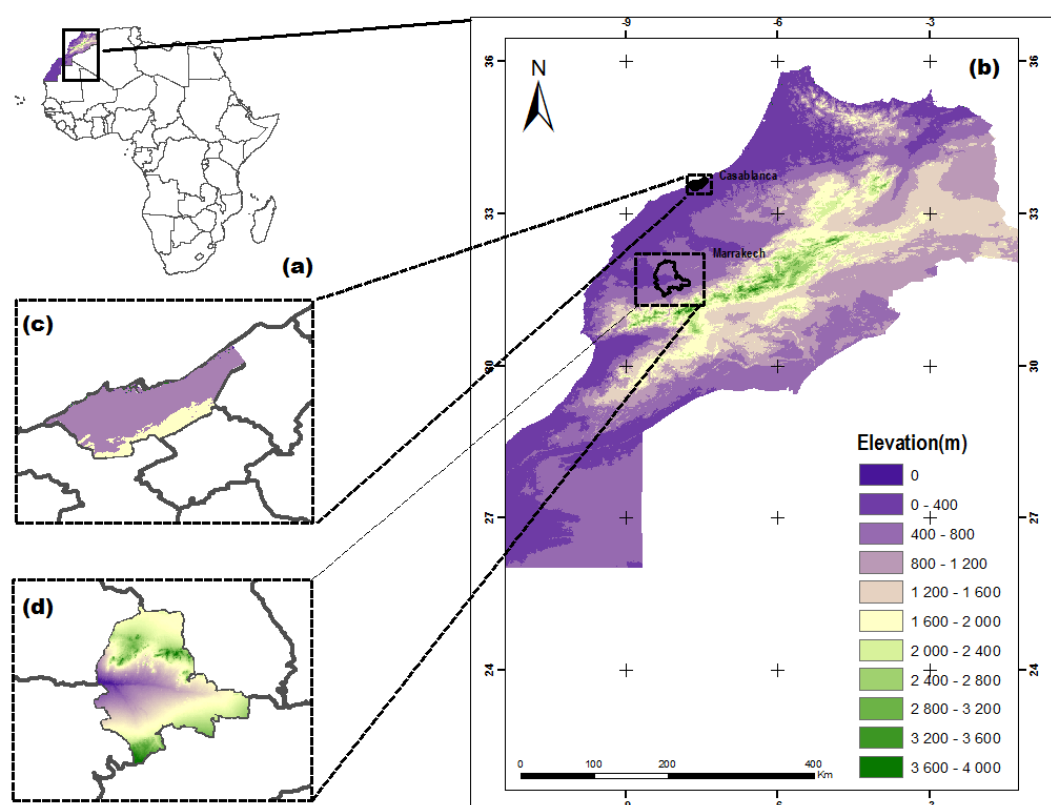 -9 -6 -3
36
(b)
N
Casablanca
33
Marrakech
(a)
(c)
30
Elevation(m)
0
0 - 400
400 - 800
27
800 - 1 200
1 200 - 1 600
(d)
1 600 - 2 000
2 000 - 2 400
24
2 400 - 2 800
2 800 - 3 200
3 200 - 3 600
3 600 - 4 000
0 100 200 400
Km